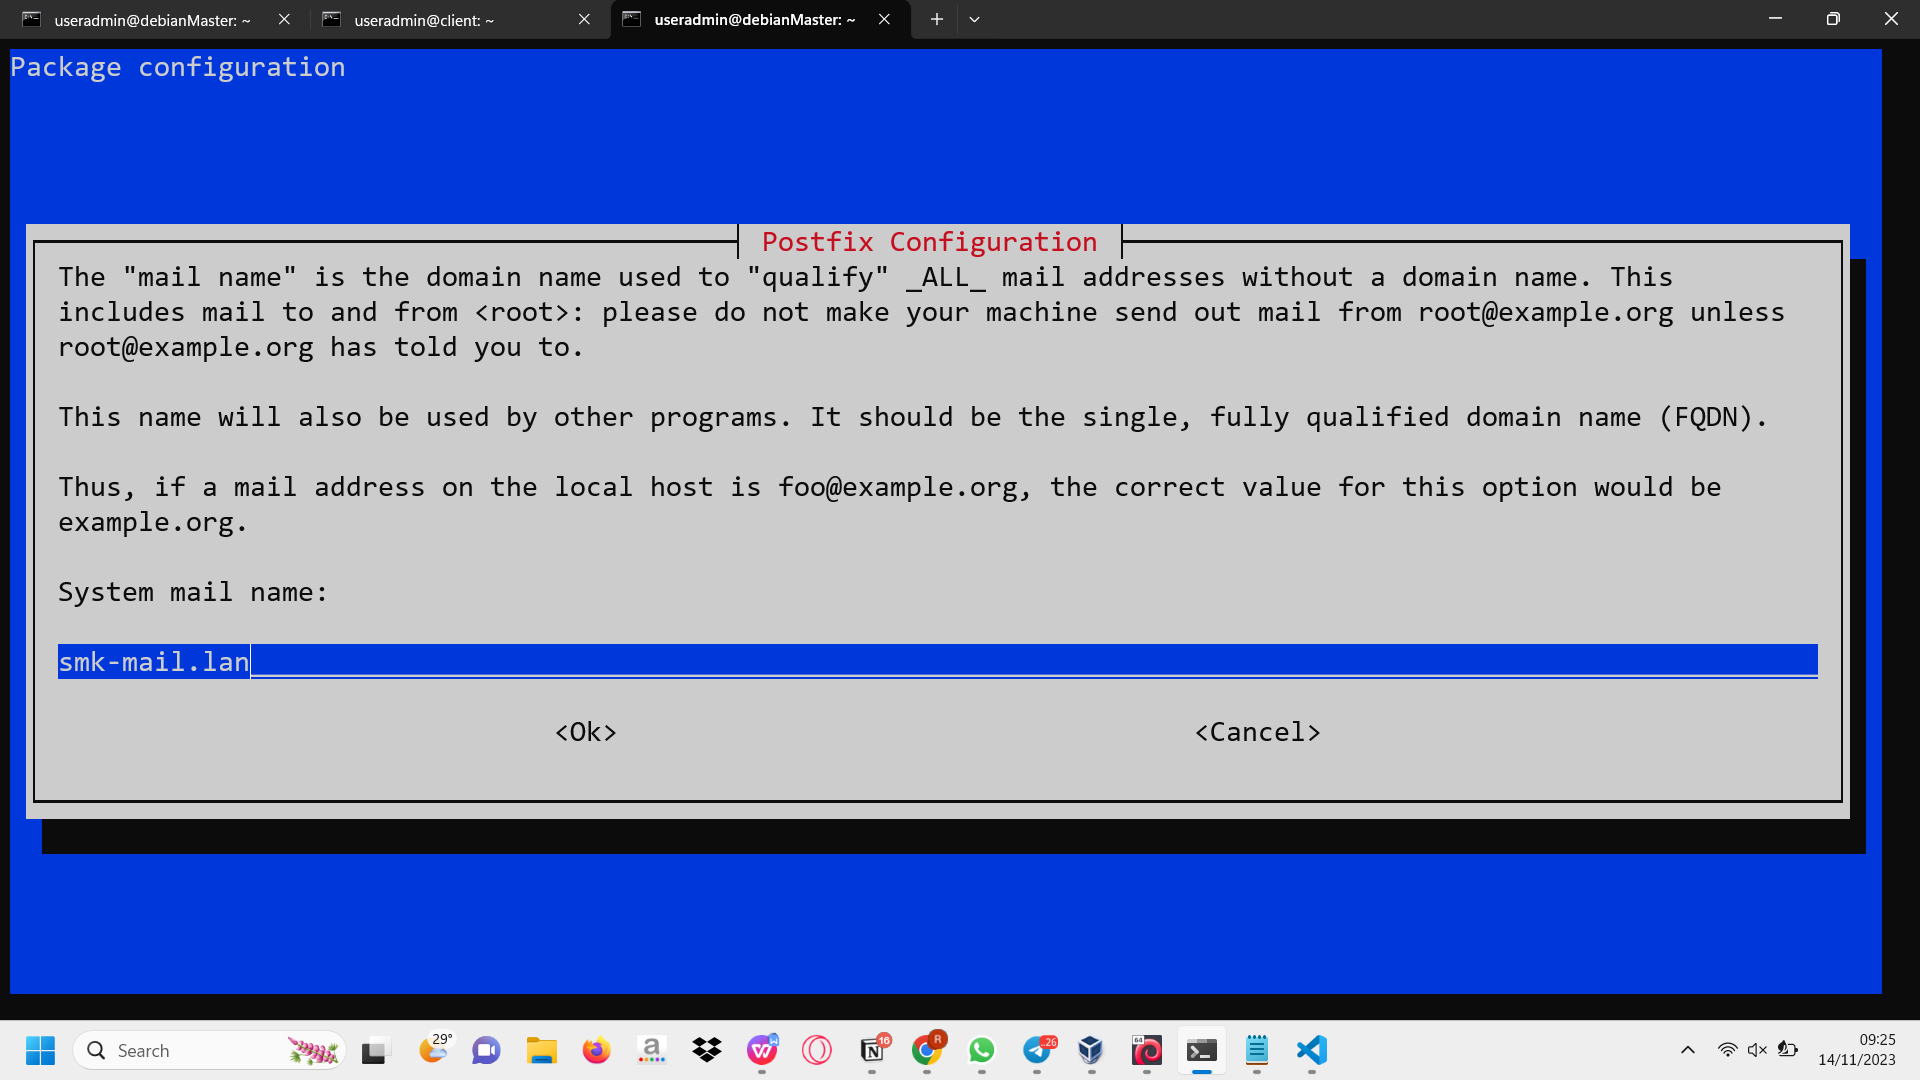 useradmin@debianMaster: ~
useradmin@client: ~
useradmin@debianMaster: ~
Package configuration
Postfix Configuration
The "mail name" is the domain name used to "qualify" _ALL_ mail addresses without a domain name. This
includes mail to and from <root>: please do not make your machine send out mail from root@example.org unless
root@example.org has told you to.
This name will also be used by other programs. It should be the single, fully qualified domain name (FQDN).
Thus, if a mail address on the local host is foo@example.org, the correct value for this option would be
example.org.
System mail name:
smk-mail.lan
<Ok> <Cancel>
Search
29°
a
16
R
..26
64
09:25
14/11/2023